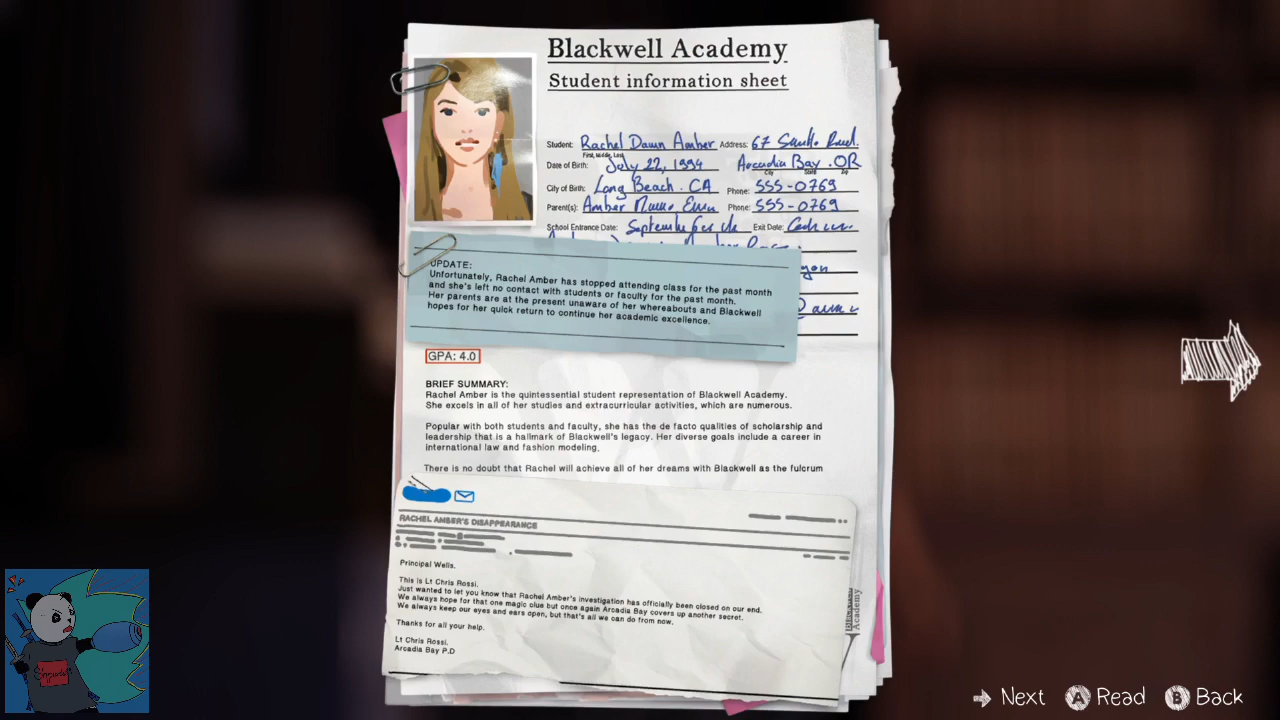 Blackwell Academy
Student information sheet
Student: Rachel Dawn Amber Address: 67
First, Middle, Last
Date of Birth: July 22, 1994 Arcadia Bay . OR
City State Zip
City of Birth: Long Beach . CA Phone: 555-0769
Parent(s): Amber Phone: 555-0769
School Entrance Date: Exit Date:
UPDATE:
Unfortunately, Rachel Amber has stopped attending class for the past month
and she's left no contact with students or faculty for the past month.
Her parents are at the present unaware of her whereabouts and Blackwell
hopes for her quick return to continue her academic excellence.
GPA: 4.0
BRIEF SUMMARY:
Rachel Amber is the quintessential student representation of Blackwell Academy.
She excels in all of her studies and extracurricular activities, which are numerous.
Popular with both students and faculty, she has the de facto qualities of scholarship and
leadership that is a hallmark of Blackwell's legacy. Her diverse goals include a career in
international law and fashion modeling.
There is no doubt that Rachel will achieve all of her dreams with Blackwell as the fulcrum
RACHEL AMBER'S DISAPPEARANCE
Principal Wells.
This is Lt Chris Rossi.
Just wanted to let you know that Rachel Amber's investigation has officially been closed on our end.
We always hope for that one magic clue but once again Arcadia Bay covers up another secret.
We always keep our eyes and ears open, but that's all we can do from now.
Thanks for all your help.
Lt Chris Rossi.
Arcadia Bay P.D
Academy
Next A Read B Back